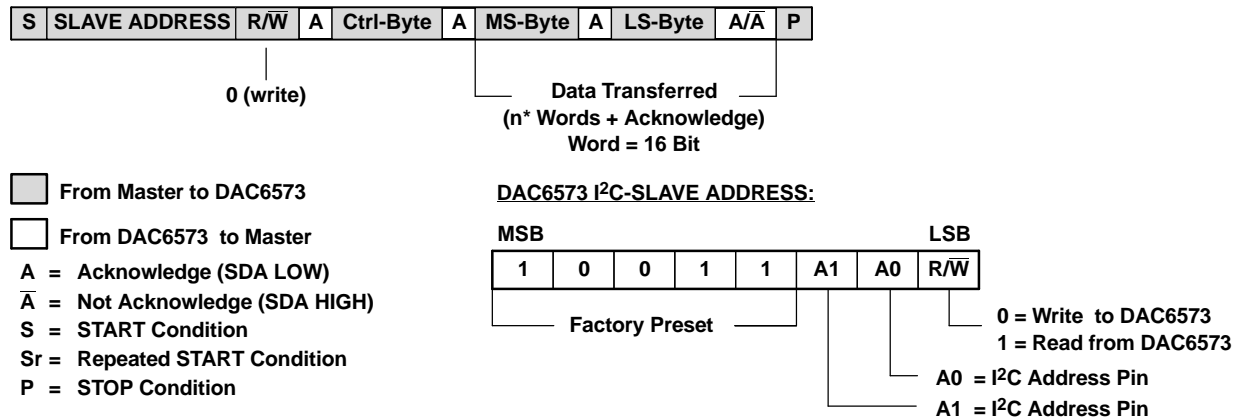 S SLAVE ADDRESS R/W̅ A Ctrl-Byte A MS-Byte A LS-Byte A/A̅ P
0 (write)
Data Transferred
(n* Words + Acknowledge)
Word = 16 Bit
From Master to DAC6573
From DAC6573 to Master
A = Acknowledge (SDA LOW)
A̅ = Not Acknowledge (SDA HIGH)
S = START Condition
Sr = Repeated START Condition
P = STOP Condition
DAC6573 I²C-SLAVE ADDRESS:
MSB LSB
1 0 0 1 1 A1 A0 R/W̅
Factory Preset
0 = Write to DAC6573
1 = Read from DAC6573
A0 = I²C Address Pin
A1 = I²C Address Pin